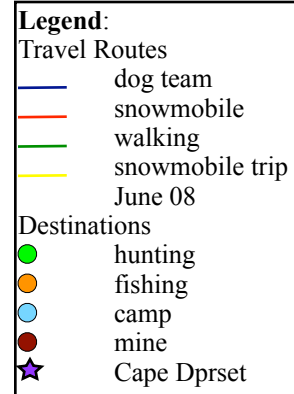 Legend:
Travel Routes
dog team
snowmobile
walking
snowmobile trip
June 08
Destinations
hunting
fishing
camp
mine
Cape Dprset